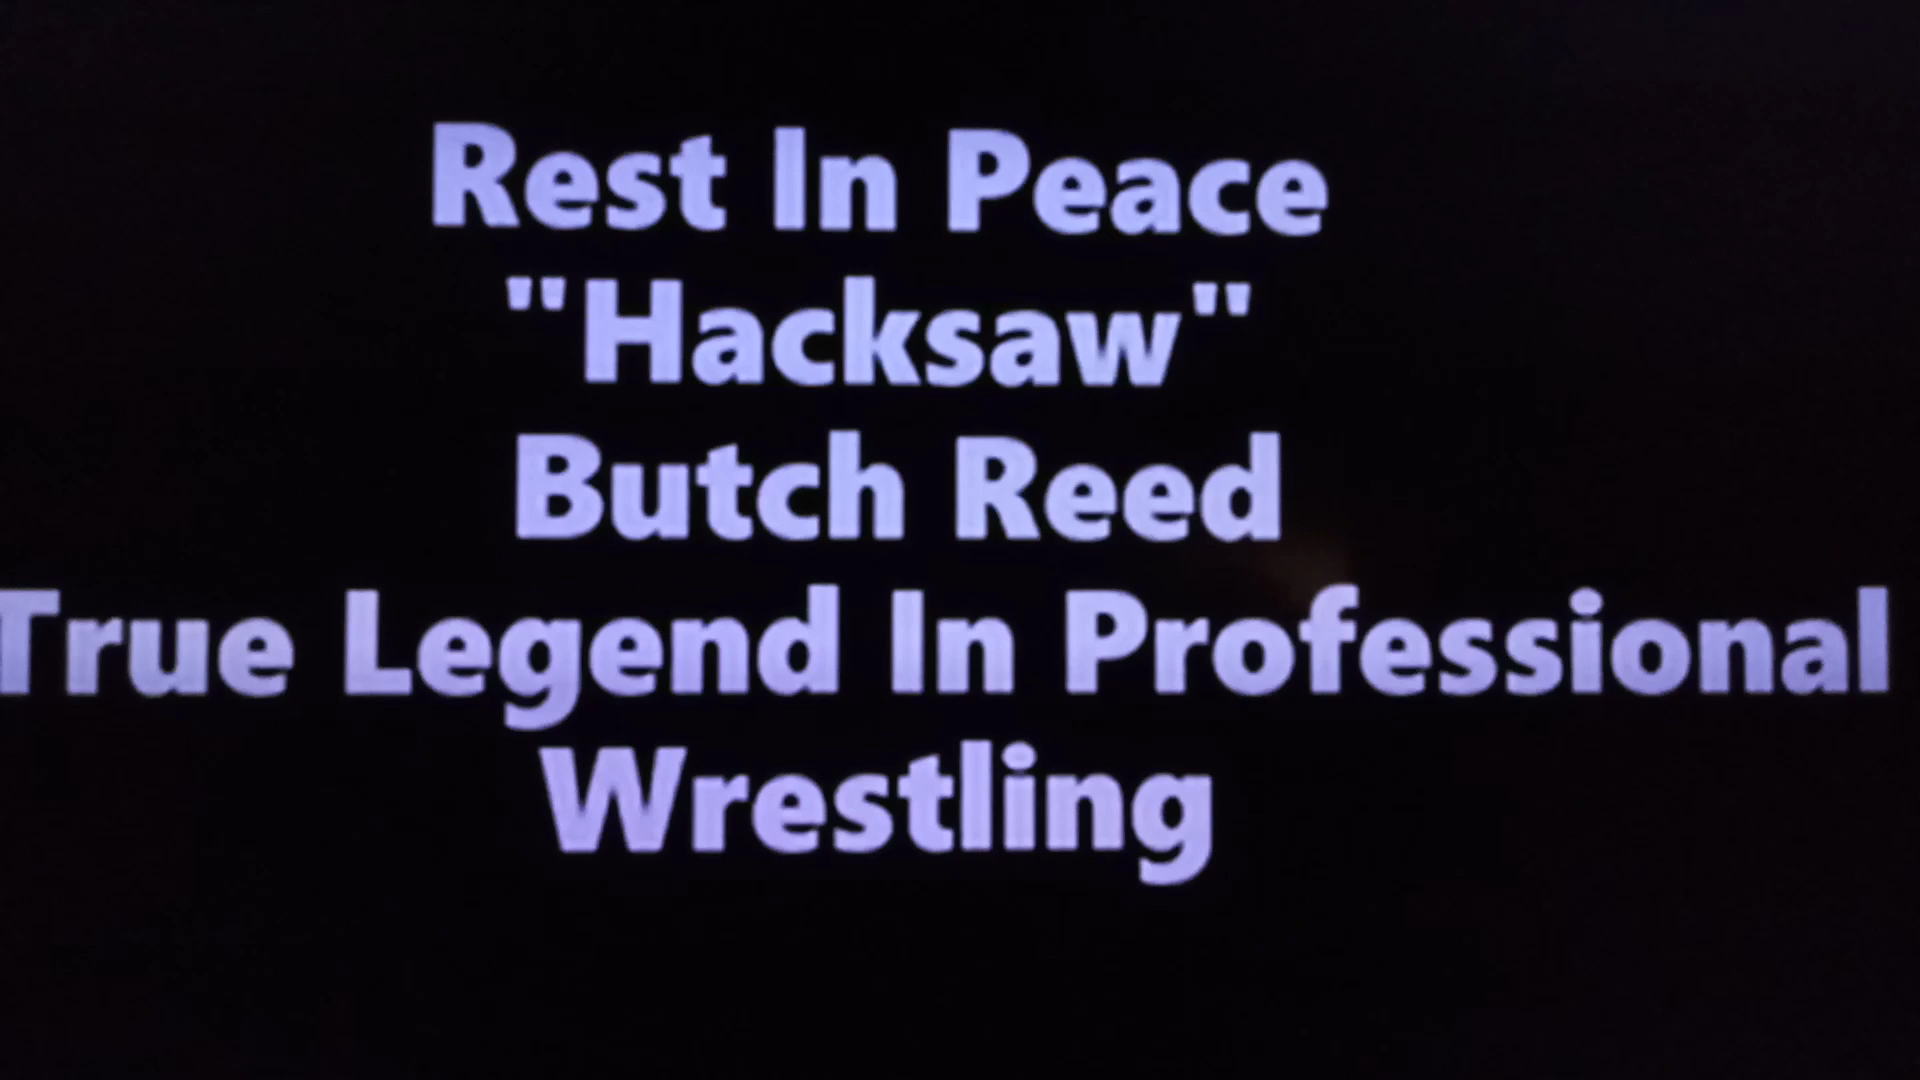 Rest In Peace
"Hacksaw"
Butch Reed
True Legend In Professional
Wrestling